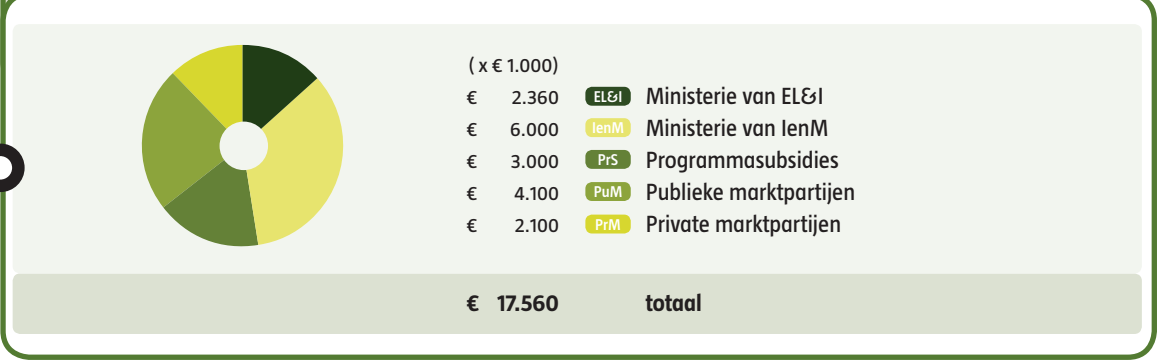 ( x € 1.000)
€ 2.360 EL&I Ministerie van EL&I
€ 6.000 IenM Ministerie van IenM
€ 3.000 PrS Programmasubsidies
€ 4.100 PuM Publieke marktpartijen
€ 2.100 PrM Private marktpartijen
€ 17.560 totaal